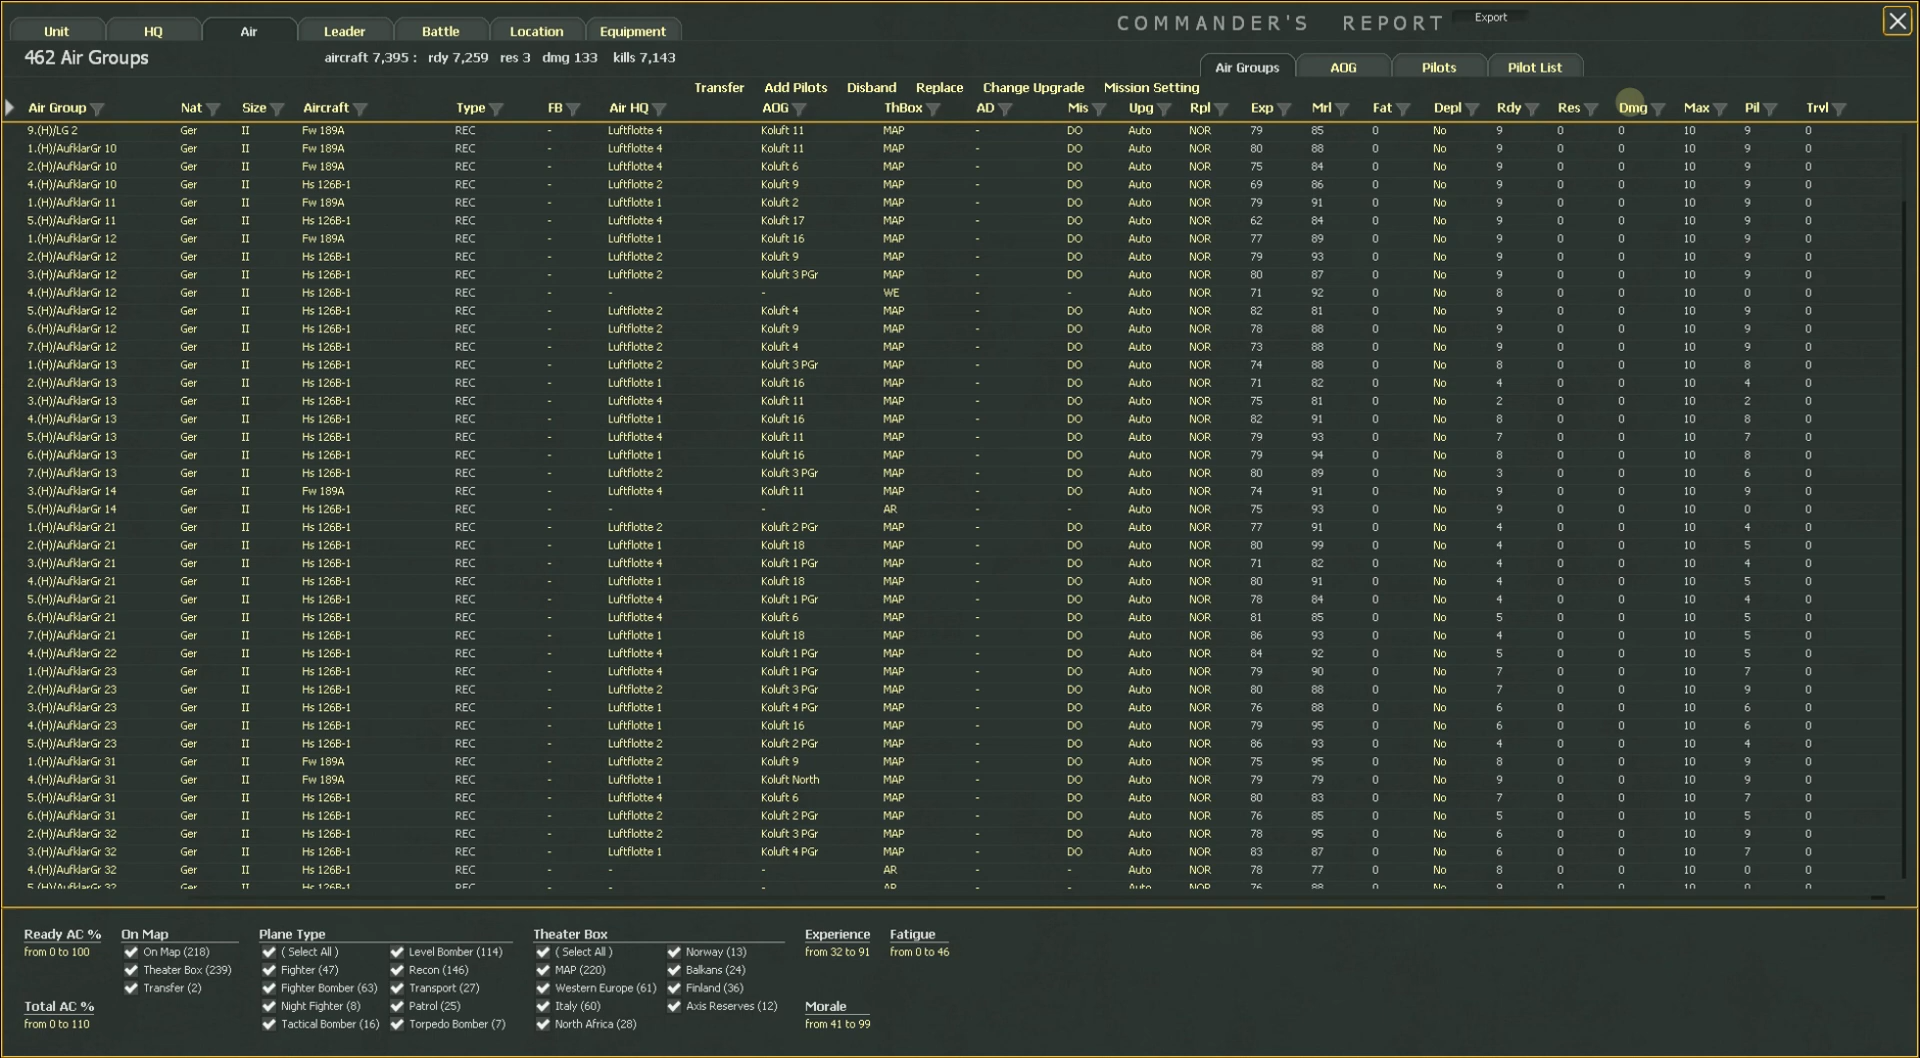 COMMANDER'S REPORT Export
Unit HQ Air Leader Battle Location Equipment
462 Air Groups aircraft 7,395 : rdy 7,259 res 3 dmg 133 kills 7,143
Air Groups AOG Pilots Pilot List
Transfer Add Pilots Disband Replace Change Upgrade Mission Setting
Air Group Nat Size Aircraft Type FB Air HQ AOG ThBox AD Mis Upg Rpl Exp Mrl Fat Depl Rdy Res Dmg Max Pil Trvl
9.(H)/LG 2 Ger II Fw 189A REC - Luftflotte 4 Koluft 11 MAP - DO Auto NOR 79 85 0 No 9 0 0 10 9 0
1.(H)/AufklarGr 10 Ger II Fw 189A REC - Luftflotte 4 Koluft 11 MAP - DO Auto NOR 80 88 0 No 9 0 0 10 9 0
2.(H)/AufklarGr 10 Ger II Fw 189A REC - Luftflotte 4 Koluft 6 MAP - DO Auto NOR 75 84 0 No 9 0 0 10 9 0
4.(H)/AufklarGr 10 Ger II Hs 126B-1 REC - Luftflotte 2 Koluft 9 MAP - DO Auto NOR 69 86 0 No 9 0 0 10 9 0
1.(H)/AufklarGr 11 Ger II Fw 189A REC - Luftflotte 1 Koluft 2 MAP - DO Auto NOR 79 91 0 No 9 0 0 10 9 0
5.(H)/AufklarGr 11 Ger II Hs 126B-1 REC - Luftflotte 4 Koluft 17 MAP - DO Auto NOR 62 84 0 No 9 0 0 10 9 0
1.(H)/AufklarGr 12 Ger II Fw 189A REC - Luftflotte 1 Koluft 16 MAP - DO Auto NOR 77 89 0 No 9 0 0 10 9 0
2.(H)/AufklarGr 12 Ger II Hs 126B-1 REC - Luftflotte 2 Koluft 9 MAP - DO Auto NOR 79 93 0 No 9 0 0 10 9 0
3.(H)/AufklarGr 12 Ger II Hs 126B-1 REC - Luftflotte 2 Koluft 3 PGr MAP - DO Auto NOR 80 87 0 No 9 0 0 10 9 0
4.(H)/AufklarGr 12 Ger II Hs 126B-1 REC - - - WE - - Auto NOR 71 92 0 No 8 0 0 10 0 0
5.(H)/AufklarGr 12 Ger II Hs 126B-1 REC - Luftflotte 2 Koluft 4 MAP - DO Auto NOR 82 81 0 No 9 0 0 10 9 0
6.(H)/AufklarGr 12 Ger II Hs 126B-1 REC - Luftflotte 2 Koluft 9 MAP - DO Auto NOR 78 88 0 No 9 0 0 10 9 0
7.(H)/AufklarGr 12 Ger II Hs 126B-1 REC - Luftflotte 2 Koluft 4 MAP - DO Auto NOR 73 88 0 No 9 0 0 10 9 0
1.(H)/AufklarGr 13 Ger II Hs 126B-1 REC - Luftflotte 2 Koluft 3 PGr MAP - DO Auto NOR 74 88 0 No 8 0 0 10 8 0
2.(H)/AufklarGr 13 Ger II Hs 126B-1 REC - Luftflotte 1 Koluft 16 MAP - DO Auto NOR 71 82 0 No 4 0 0 10 4 0
3.(H)/AufklarGr 13 Ger II Hs 126B-1 REC - Luftflotte 4 Koluft 11 MAP - DO Auto NOR 75 81 0 No 2 0 0 10 2 0
4.(H)/AufklarGr 13 Ger II Hs 126B-1 REC - Luftflotte 1 Koluft 16 MAP - DO Auto NOR 82 91 0 No 8 0 0 10 8 0
5.(H)/AufklarGr 13 Ger II Hs 126B-1 REC - Luftflotte 4 Koluft 11 MAP - DO Auto NOR 79 93 0 No 7 0 0 10 7 0
6.(H)/AufklarGr 13 Ger II Hs 126B-1 REC - Luftflotte 1 Koluft 16 MAP - DO Auto NOR 79 94 0 No 8 0 0 10 8 0
7.(H)/AufklarGr 13 Ger II Hs 126B-1 REC - Luftflotte 2 Koluft 3 PGr MAP - DO Auto NOR 80 89 0 No 3 0 0 10 6 0
3.(H)/AufklarGr 14 Ger II Fw 189A REC - Luftflotte 4 Koluft 11 MAP - DO Auto NOR 74 91 0 No 9 0 0 10 9 0
5.(H)/AufklarGr 14 Ger II Hs 126B-1 REC - - - AR - - Auto NOR 75 93 0 No 9 0 0 10 0 0
1.(H)/AufklarGr 21 Ger II Hs 126B-1 REC - Luftflotte 2 Koluft 2 PGr MAP - DO Auto NOR 77 91 0 No 4 0 0 10 4 0
2.(H)/AufklarGr 21 Ger II Hs 126B-1 REC - Luftflotte 1 Koluft 18 MAP - DO Auto NOR 80 99 0 No 4 0 0 10 5 0
3.(H)/AufklarGr 21 Ger II Hs 126B-1 REC - Luftflotte 4 Koluft 1 PGr MAP - DO Auto NOR 71 82 0 No 4 0 0 10 4 0
4.(H)/AufklarGr 21 Ger II Hs 126B-1 REC - Luftflotte 1 Koluft 18 MAP - DO Auto NOR 80 91 0 No 4 0 0 10 5 0
5.(H)/AufklarGr 21 Ger II Hs 126B-1 REC - Luftflotte 4 Koluft 1 PGr MAP - DO Auto NOR 78 84 0 No 4 0 0 10 4 0
6.(H)/AufklarGr 21 Ger II Hs 126B-1 REC - Luftflotte 4 Koluft 6 MAP - DO Auto NOR 81 85 0 No 5 0 0 10 5 0
7.(H)/AufklarGr 21 Ger II Hs 126B-1 REC - Luftflotte 1 Koluft 18 MAP - DO Auto NOR 86 93 0 No 4 0 0 10 5 0
4.(H)/AufklarGr 22 Ger II Hs 126B-1 REC - Luftflotte 4 Koluft 1 PGr MAP - DO Auto NOR 84 92 0 No 5 0 0 10 5 0
1.(H)/AufklarGr 23 Ger II Hs 126B-1 REC - Luftflotte 4 Koluft 1 PGr MAP - DO Auto NOR 79 90 0 No 7 0 0 10 7 0
2.(H)/AufklarGr 23 Ger II Hs 126B-1 REC - Luftflotte 2 Koluft 3 PGr MAP - DO Auto NOR 80 88 0 No 7 0 0 10 9 0
3.(H)/AufklarGr 23 Ger II Hs 126B-1 REC - Luftflotte 1 Koluft 4 PGr MAP - DO Auto NOR 76 88 0 No 6 0 0 10 6 0
4.(H)/AufklarGr 23 Ger II Hs 126B-1 REC - Luftflotte 1 Koluft 16 MAP - DO Auto NOR 79 95 0 No 6 0 0 10 6 0
5.(H)/AufklarGr 23 Ger II Hs 126B-1 REC - Luftflotte 2 Koluft 2 PGr MAP - DO Auto NOR 86 93 0 No 4 0 0 10 4 0
1.(H)/AufklarGr 31 Ger II Fw 189A REC - Luftflotte 2 Koluft 9 MAP - DO Auto NOR 75 95 0 No 8 0 0 10 9 0
4.(H)/AufklarGr 31 Ger II Fw 189A REC - Luftflotte 1 Koluft North MAP - DO Auto NOR 79 79 0 No 9 0 0 10 9 0
5.(H)/AufklarGr 31 Ger II Hs 126B-1 REC - Luftflotte 4 Koluft 6 MAP - DO Auto NOR 80 83 0 No 7 0 0 10 7 0
6.(H)/AufklarGr 31 Ger II Hs 126B-1 REC - Luftflotte 2 Koluft 2 PGr MAP - DO Auto NOR 76 85 0 No 5 0 0 10 5 0
2.(H)/AufklarGr 32 Ger II Hs 126B-1 REC - Luftflotte 2 Koluft 3 PGr MAP - DO Auto NOR 78 95 0 No 6 0 0 10 9 0
3.(H)/AufklarGr 32 Ger II Hs 126B-1 REC - Luftflotte 1 Koluft 4 PGr MAP - DO Auto NOR 83 87 0 No 6 0 0 10 7 0
4.(H)/AufklarGr 32 Ger II Hs 126B-1 REC - - - AR - - Auto NOR 78 77 0 No 8 0 0 10 0 0
5.(H)/AufklarGr 32 Ger II Hs 126B-1 REC - - - AR - - Auto NOR 76 88 0 No 9 0 0 10 0 0
Ready AC % On Map Plane Type Theater Box Experience Fatigue
from 0 to 100 On Map (218) ( Select All ) Level Bomber (114) ( Select All ) Norway (13) from 32 to 91 from 0 to 46
Theater Box (239) Fighter (47) Recon (146) MAP (220) Balkans (24)
Transfer (2) Fighter Bomber (63) Transport (27) Western Europe (61) Finland (36)
Total AC % Night Fighter (8) Patrol (25) Italy (60) Axis Reserves (12) Morale
from 0 to 110 Tactical Bomber (16) Torpedo Bomber (7) North Africa (28) from 41 to 99